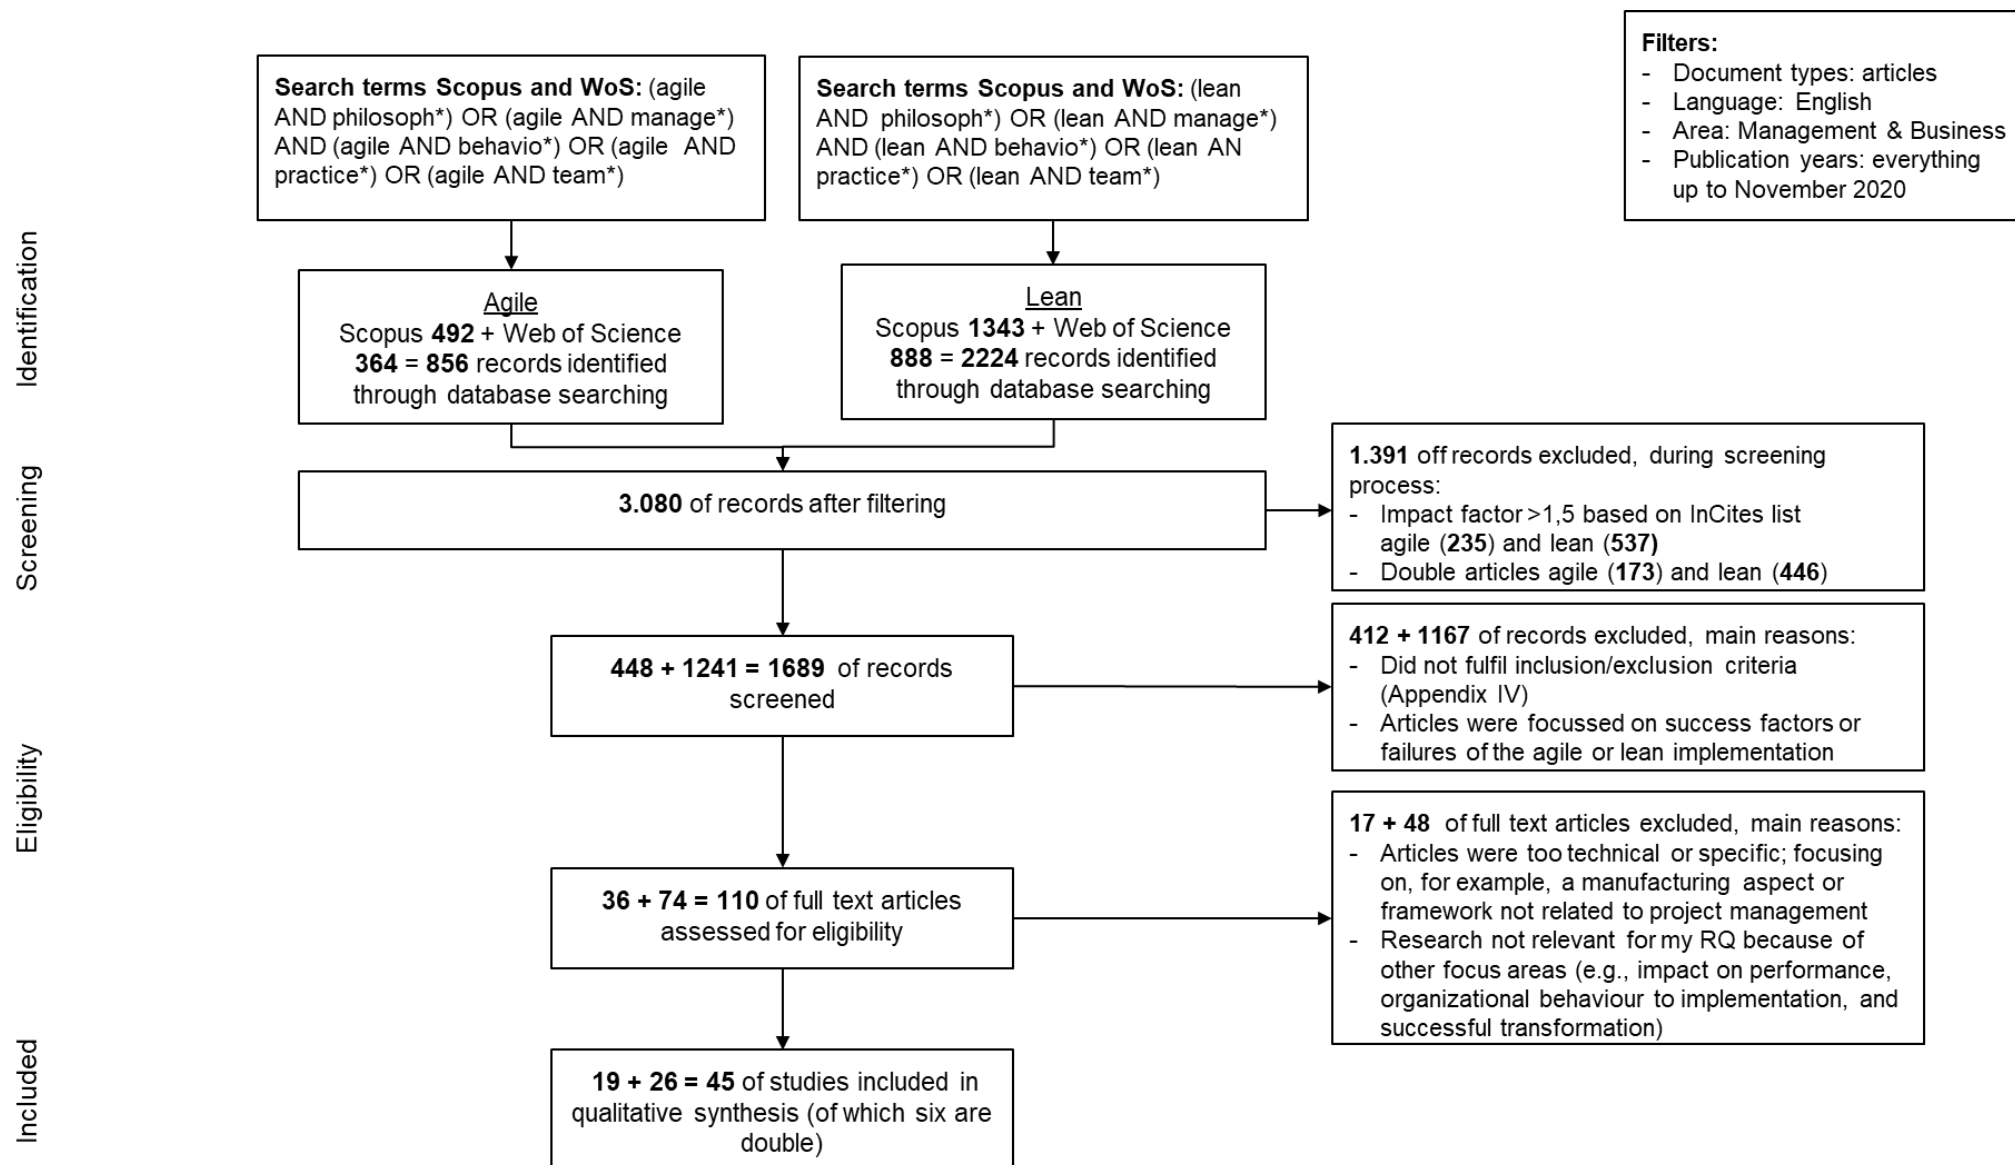 Filters:
- Document types: articles
- Language: English
- Area: Management & Business
- Publication years: everything
up to November 2020
Search terms Scopus and WoS: (agile
AND philosoph*) OR (agile AND manage*)
AND (agile AND behavio*) OR (agile AND
practice*) OR (agile AND team*)
Search terms Scopus and WoS: (lean
AND philosoph*) OR (lean AND manage*)
AND (lean AND behavio*) OR (lean AN
practice*) OR (lean AND team*)
Identification
Agile
Scopus 492 + Web of Science
364 = 856 records identified
through database searching
Lean
Scopus 1343 + Web of Science
888 = 2224 records identified
through database searching
Screening
3.080 of records after filtering
1.391 off records excluded, during screening
process:
- Impact factor >1,5 based on InCites list
agile (235) and lean (537)
- Double articles agile (173) and lean (446)
448 + 1241 = 1689 of records
screened
412 + 1167 of records excluded, main reasons:
- Did not fulfil inclusion/exclusion criteria
(Appendix IV)
- Articles were focussed on success factors or
failures of the agile or lean implementation
Eligibility
36 + 74 = 110 of full text articles
assessed for eligibility
17 + 48 of full text articles excluded, main reasons:
- Articles were too technical or specific; focusing
on, for example, a manufacturing aspect or
framework not related to project management
- Research not relevant for my RQ because of
other focus areas (e.g., impact on performance,
organizational behaviour to implementation, and
successful transformation)
Included
19 + 26 = 45 of studies included in
qualitative synthesis (of which six are
double)